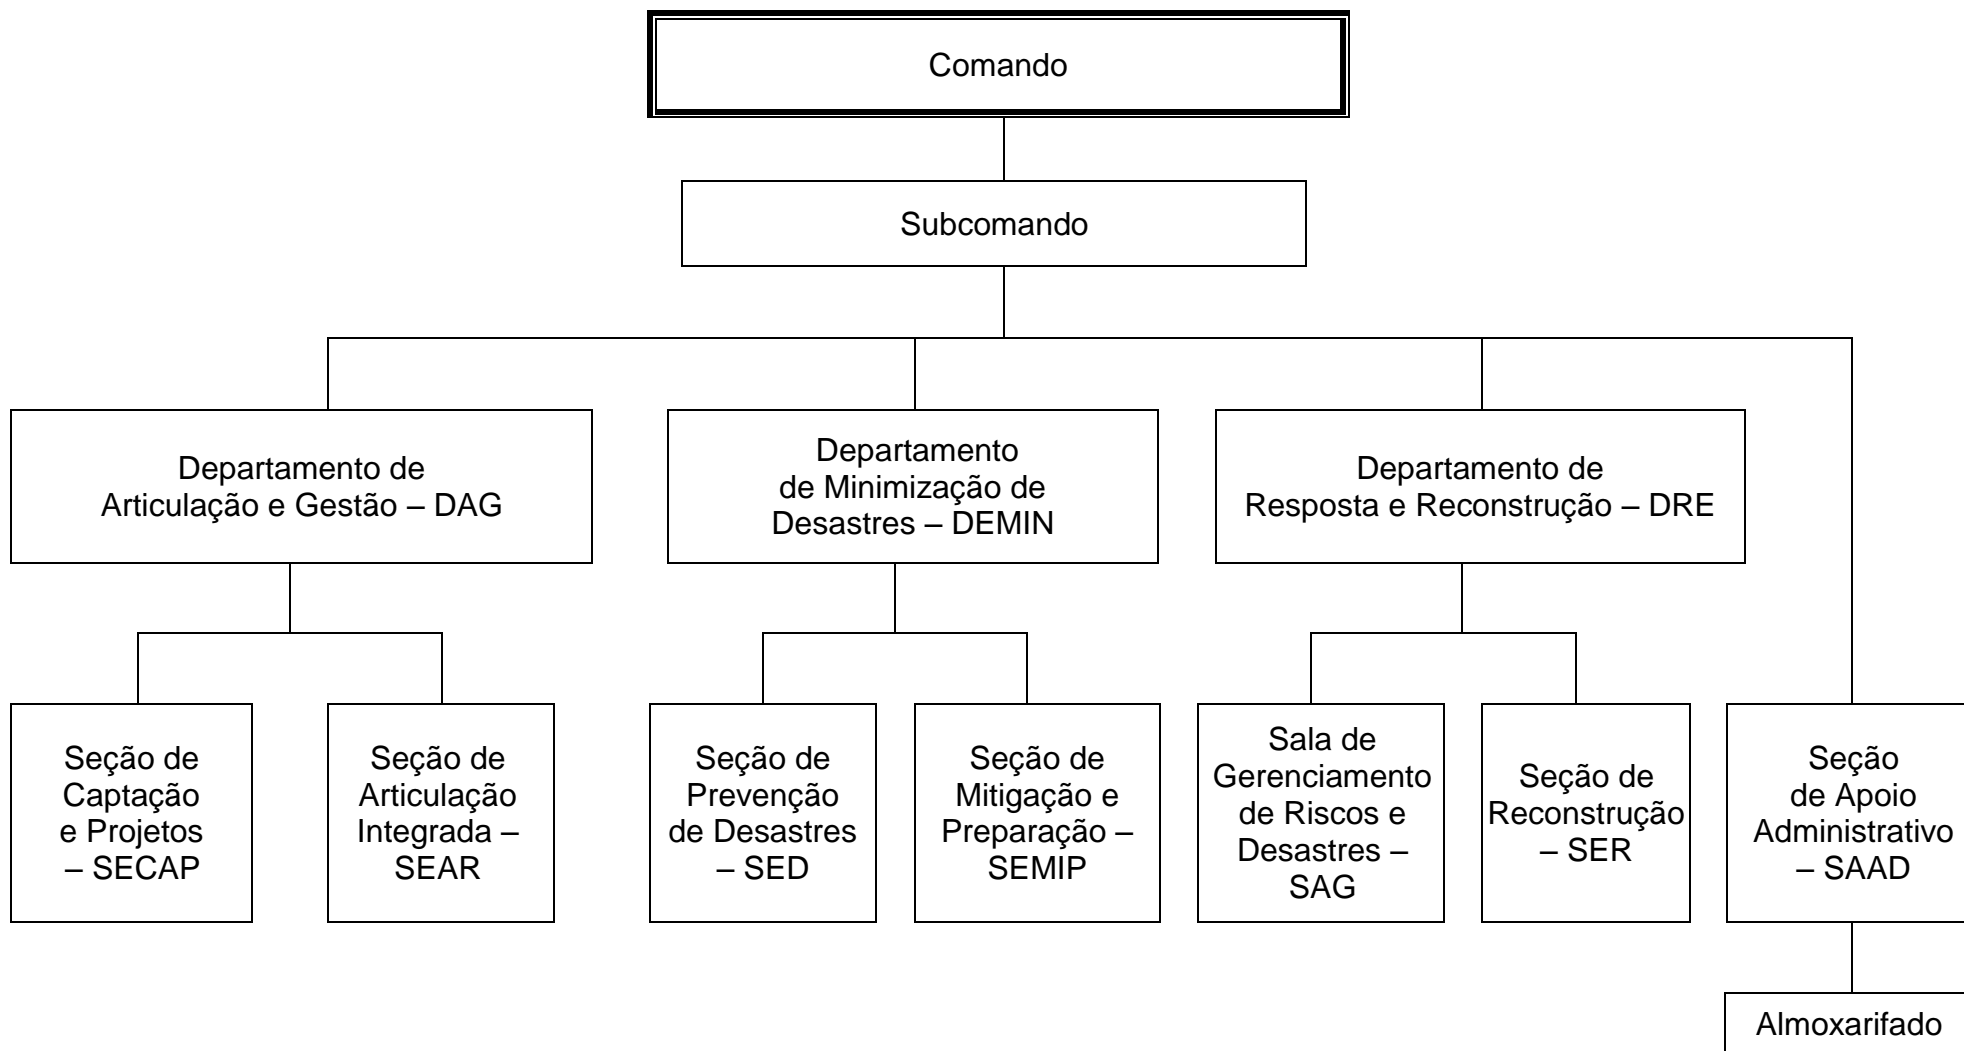 Comando
Subcomando
Departamento de
Articulação e Gestão – DAG
Departamento
de Minimização de
Desastres – DEMIN
Departamento de
Resposta e Reconstrução – DRE
Seção de
Captação
e Projetos
– SECAP
Seção de
Articulação
Integrada –
SEAR
Seção de
Prevenção
de Desastres
– SED
Seção de
Mitigação e
Preparação –
SEMIP
Sala de
Gerenciamento
de Riscos e
Desastres –
SAG
Seção de
Reconstrução
– SER
Seção
de Apoio
Administrativo
– SAAD
Almoxarifado